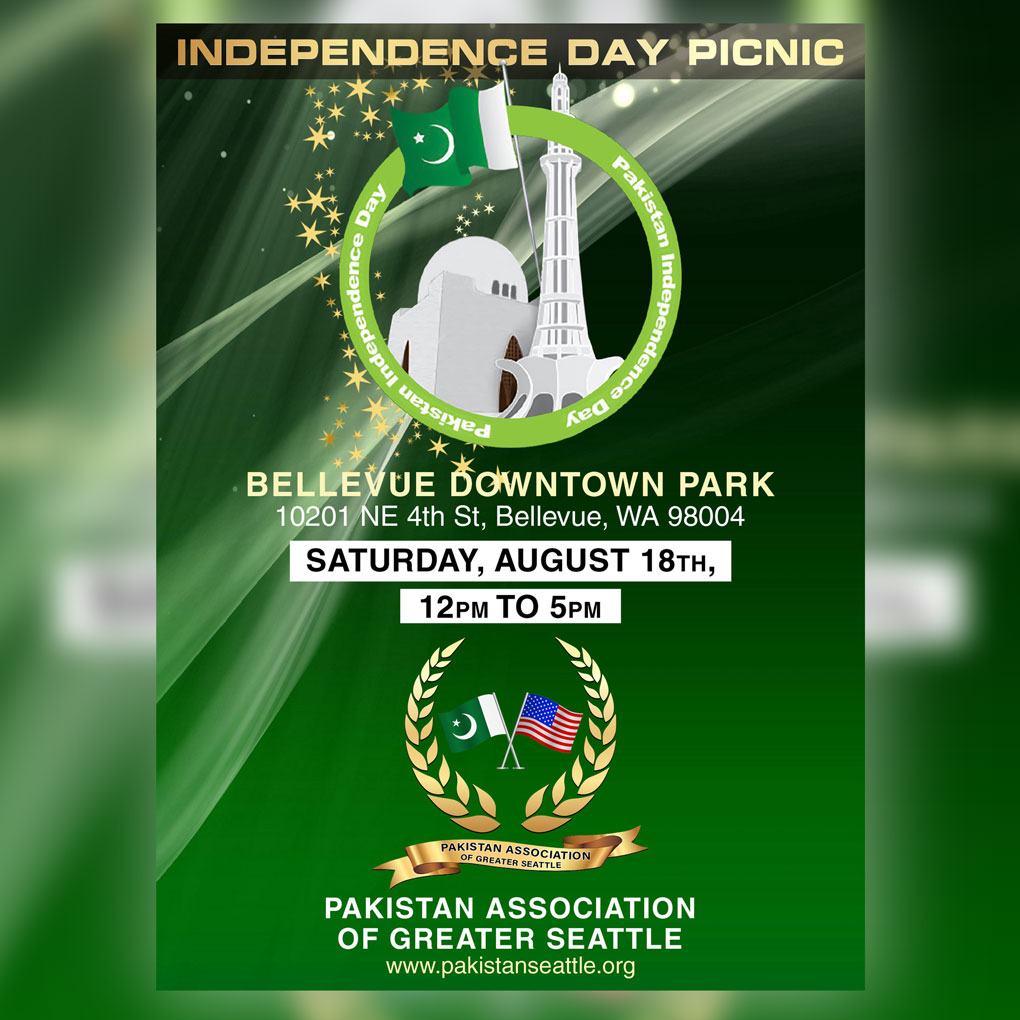 INDEPENDENCE DAY PICNIC
Pakistan Independence Day
Pakistan Independence Day
BELLEVUE DOWNTOWN PARK
10201 NE 4th St, Bellevue, WA 98004
SATURDAY, AUGUST 18TH,
12PM TO 5PM
PAKISTAN ASSOCIATION
OF GREATER SEATTLE
PAKISTAN ASSOCIATION
OF GREATER SEATTLE
www.pakistanseattle.org